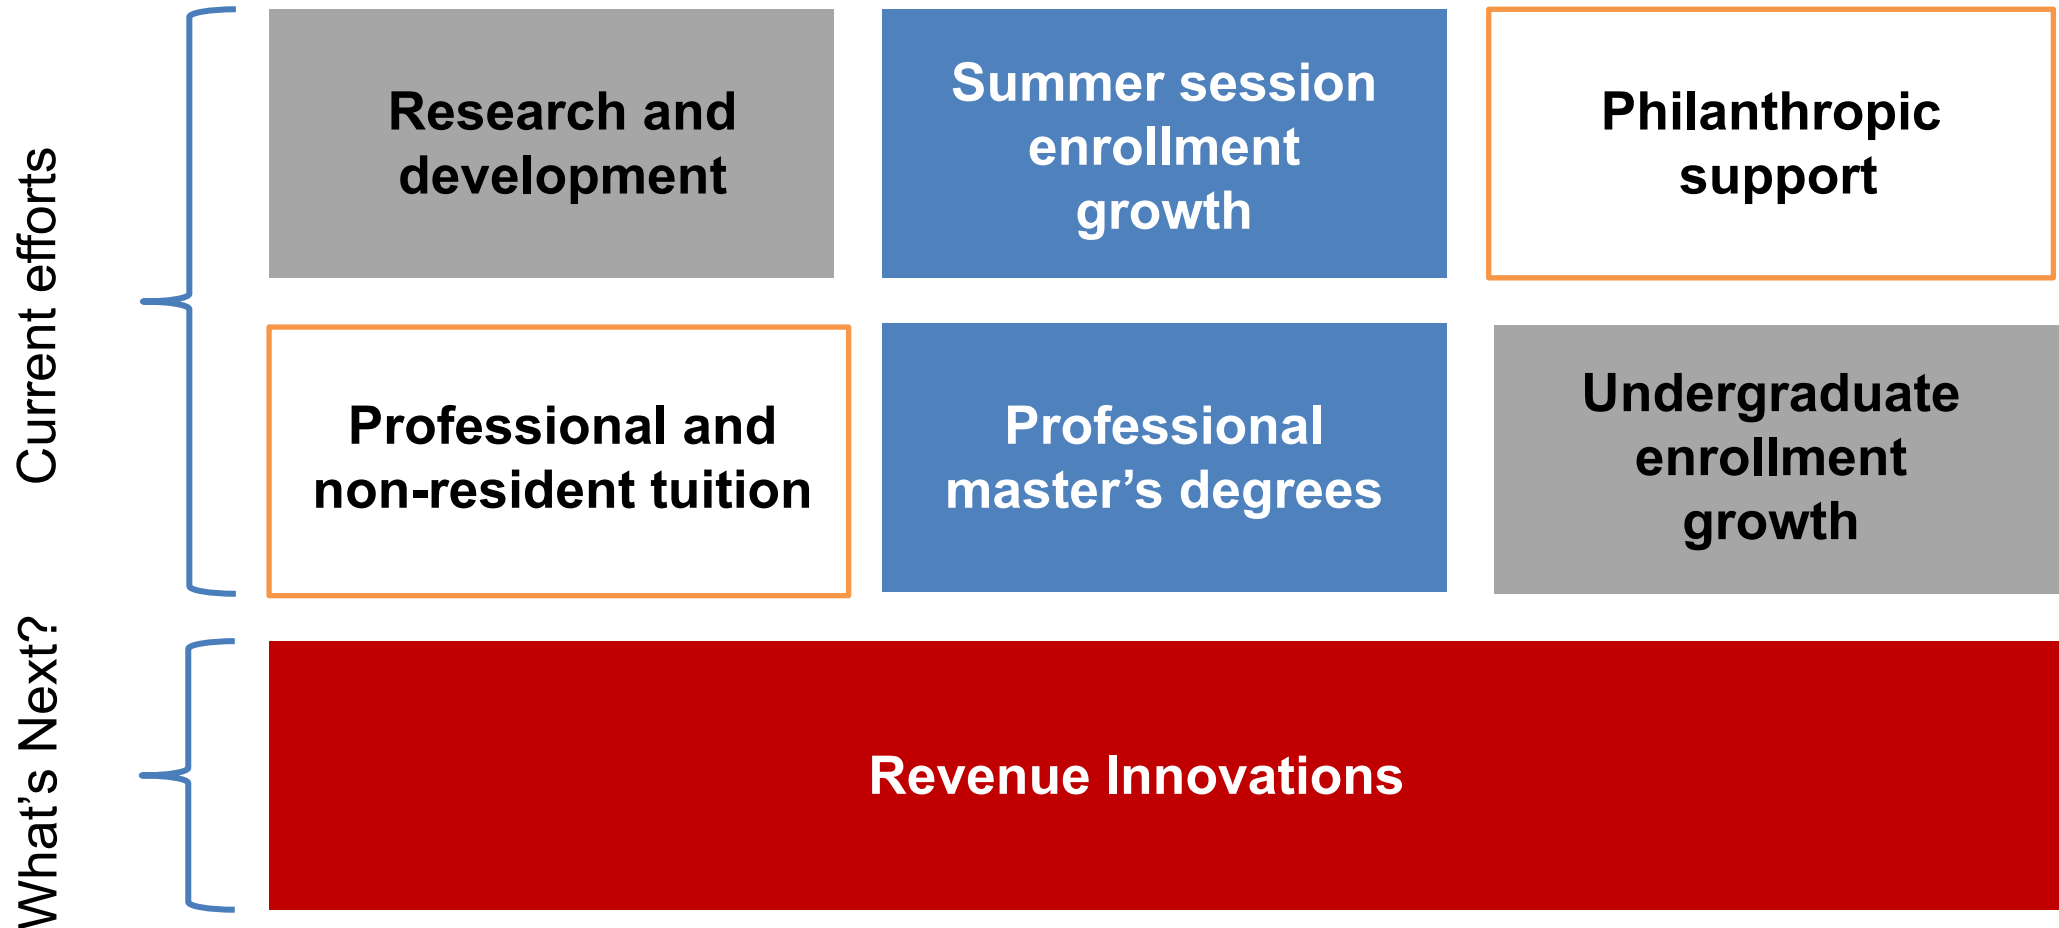 Current efforts
Research and
development
Summer session
enrollment
growth
Philanthropic
support
Professional and
non-resident tuition
Professional
master’s degrees
Undergraduate
enrollment
growth
What’s Next?
Revenue Innovations